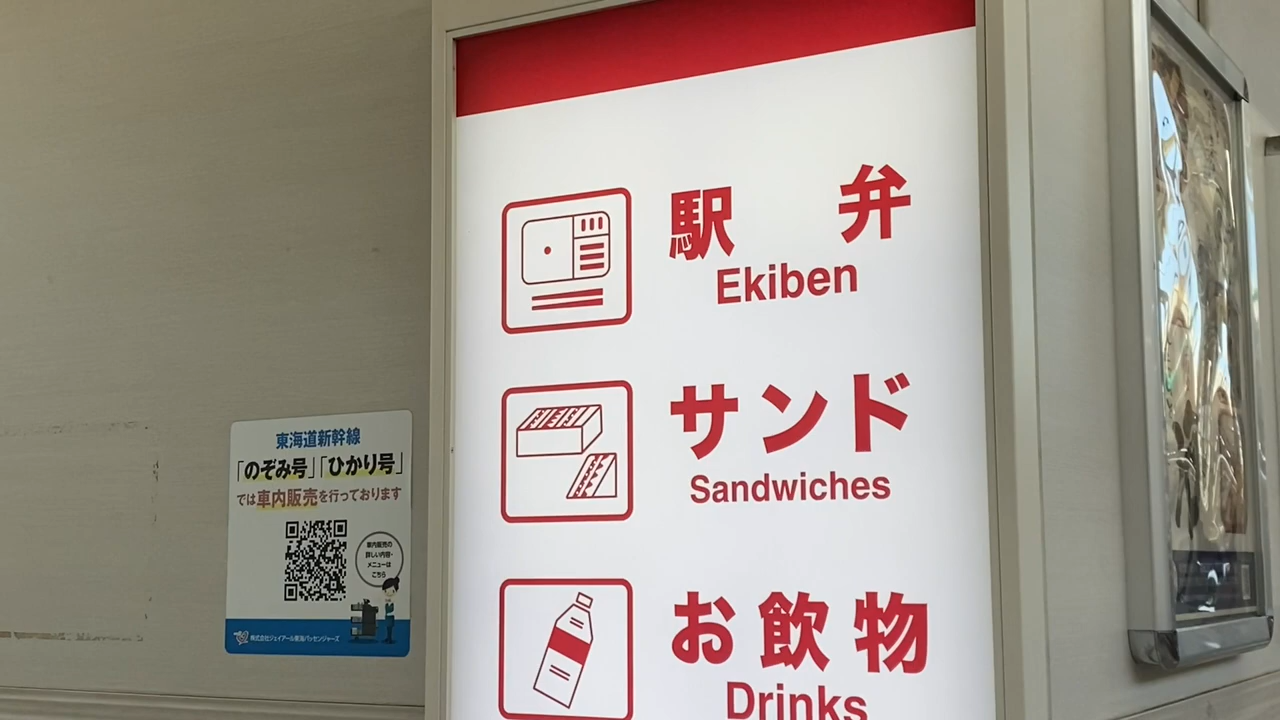 東海道新幹線
「のぞみ号」「ひかり号」
では車内販売を行っております
車内販売の
詳しい内容・
メニューは
こちら
株式会社ジェイアール東海パッセンジャーズ
駅弁
Ekiben
サンド
Sandwiches
お飲物
Drinks